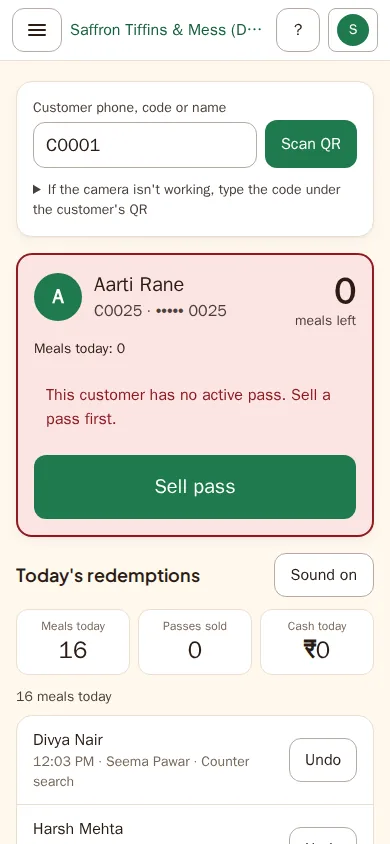 Saffron Tiffins & Mess (D···
?
S
Customer phone, code or name
C0001
Scan QR
▶ If the camera isn't working, type the code under
the customer's QR
A
Aarti Rane
C0025 · ••••• 0025
0
meals left
Meals today: 0
This customer has no active pass. Sell a
pass first.
Sell pass
Today's redemptions
Sound on
Meals today
16
Passes sold
0
Cash today
₹0
16 meals today
Divya Nair
12:03 PM · Seema Pawar · Counter
search
Undo
Harsh Mehta